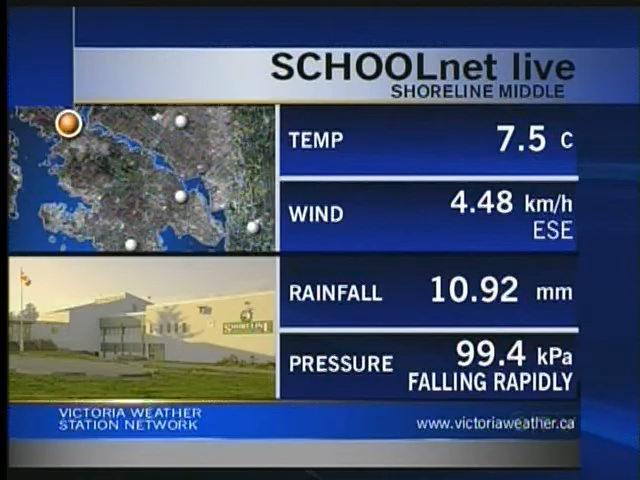 SCHOOLnet live
SHORELINE MIDDLE
TEMP 7.5 C
WIND 4.48 km/h
ESE
RAINFALL 10.92 mm
PRESSURE 99.4 kPa
FALLING RAPIDLY
SHORELINE
VICTORIA WEATHER
STATION NETWORK
www.victoriaweather.ca